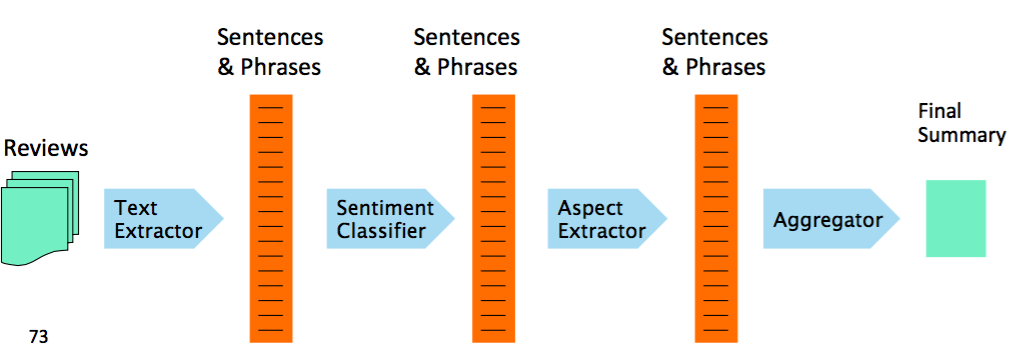 Sentences
& Phrases
Sentences
& Phrases
Sentences
& Phrases
Final
Summary
Reviews
Text
Extractor
Sentiment
Classifier
Aspect
Extractor
Aggregator
73